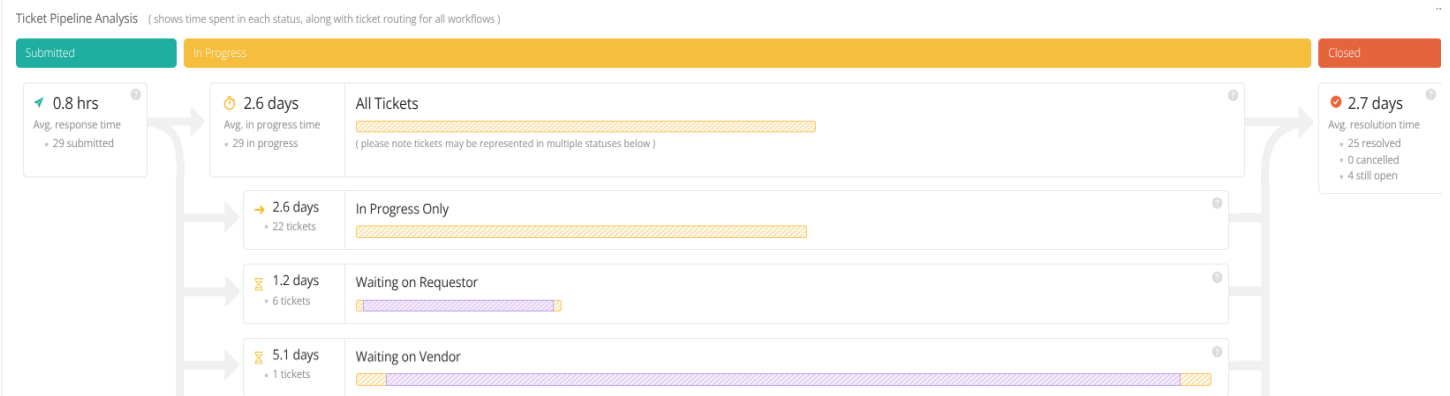 Ticket Pipeline Analysis ( shows time spent in each status, along with ticket routing for all workflows )
Submitted
In Progress
Closed
0.8 hrs
Avg. response time
29 submitted
2.6 days
Avg. in progress time
29 in progress
All Tickets
( please note tickets may be represented in multiple statuses below )
2.7 days
Avg. resolution time
25 resolved
0 cancelled
4 still open
2.6 days
22 tickets
In Progress Only
1.2 days
6 tickets
Waiting on Requestor
5.1 days
1 tickets
Waiting on Vendor